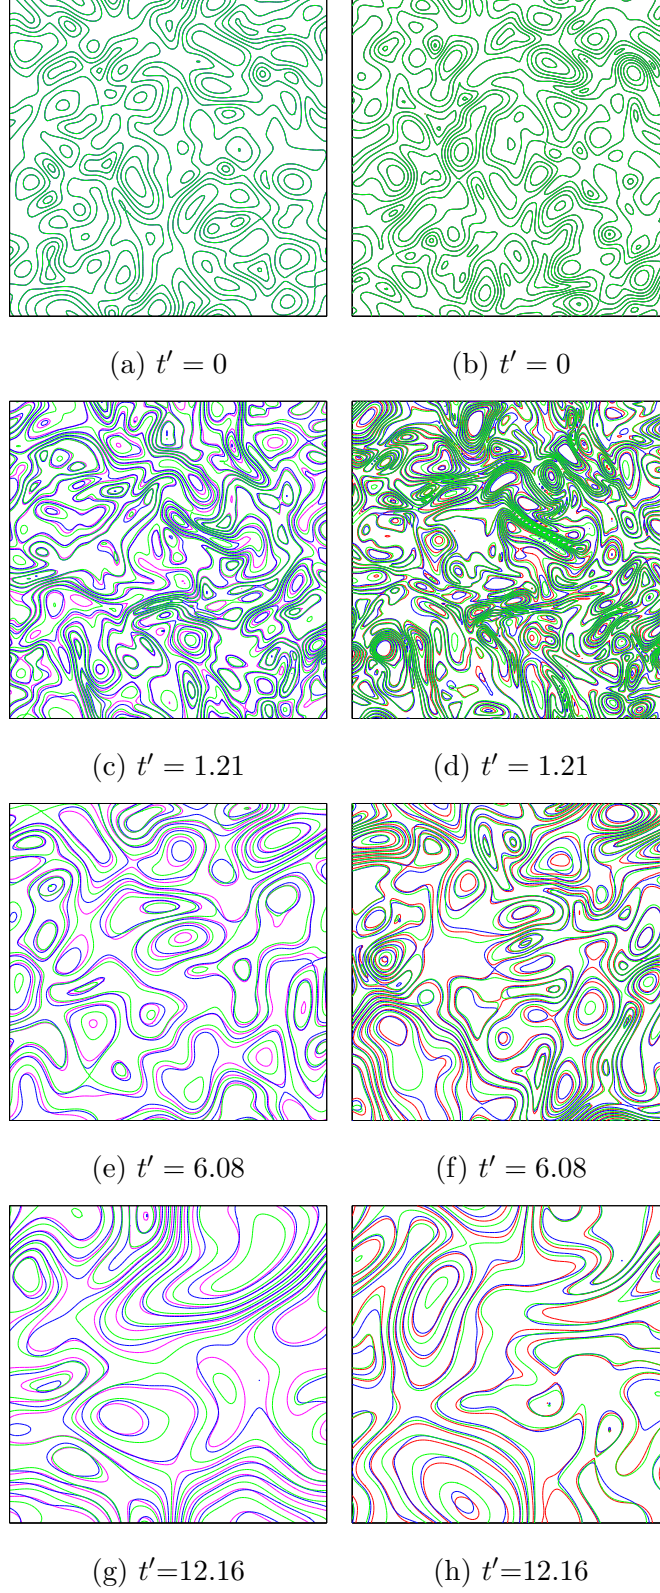 (a) t′ = 0
(b) t′ = 0
(c) t′ = 1.21
(d) t′ = 1.21
(e) t′ = 6.08
(f) t′ = 6.08
(g) t′=12.16
(h) t′=12.16